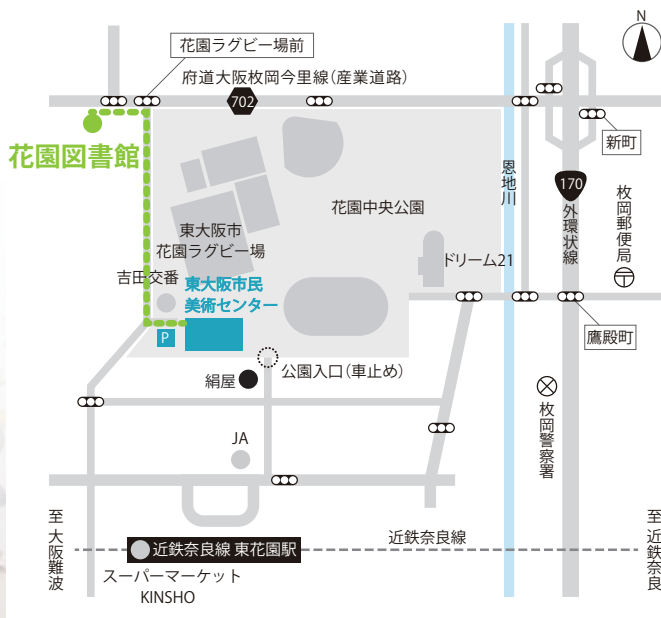 N
花園ラグビー場前
府道大阪枚岡今里線(産業道路)
702
新町
花園図書館
恩地川
170
外環状線
枚岡郵便局
花園中央公園
東大阪市
花園ラグビー場
ドリーム21
吉田交番
東大阪市民
美術センター
P
鷹殿町
公園入口(車止め)
絹屋
枚岡警察署
JA
至 大阪難波
近鉄奈良線 東花園駅
近鉄奈良線
至 近鉄奈良
スーパーマーケット
KINSHO